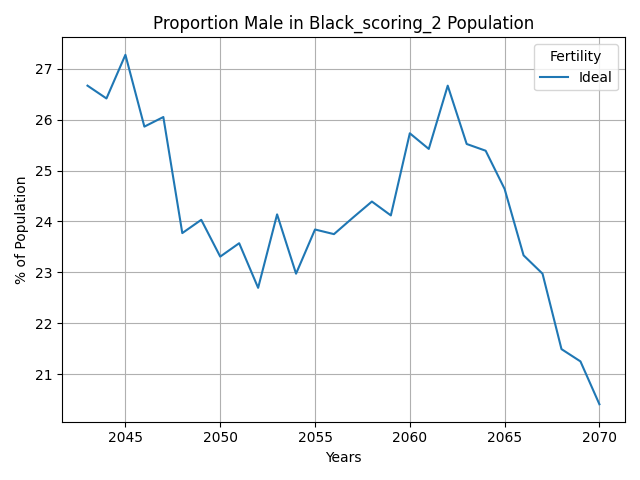 Proportion Male in Black_scoring_2 Population
Fertility
Ideal
27
26
25
24
23
22
21
% of Population
2045
2050
2055
2060
2065
2070
Years